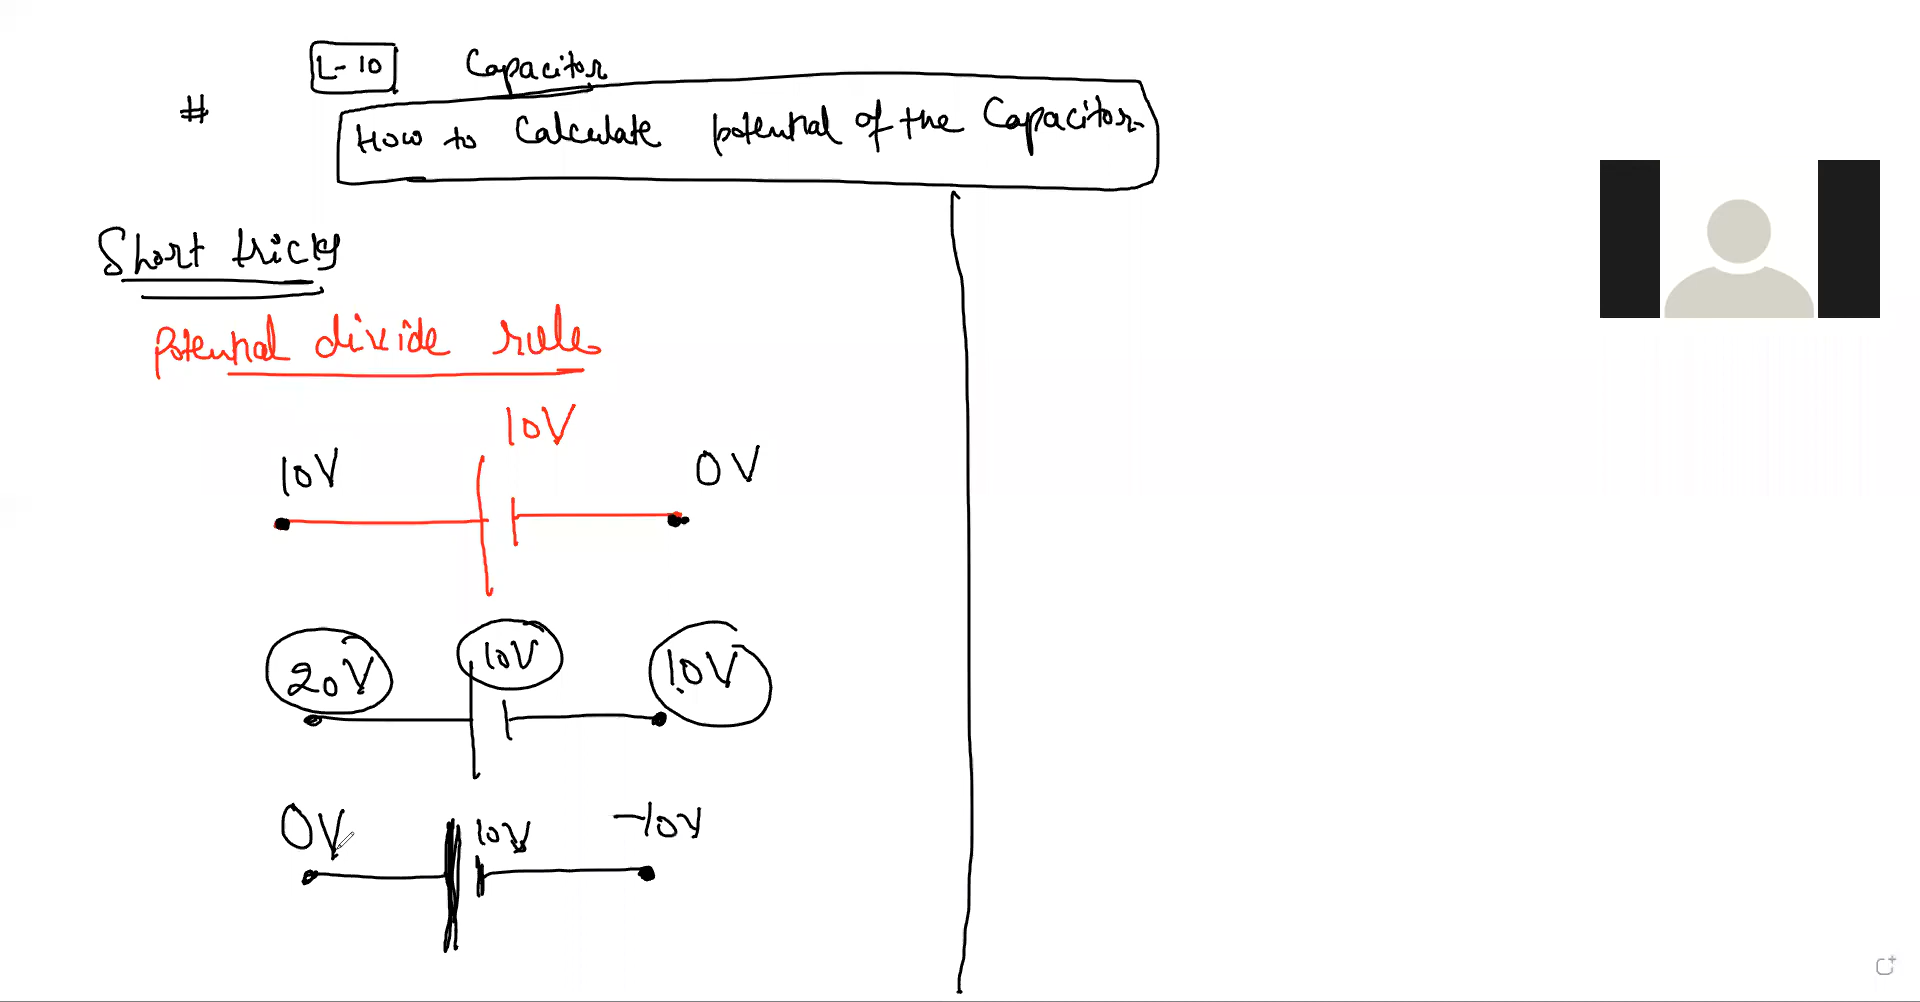 L-10 Capacitor
#
How to Calculate potential of the Capacitor
Short tricks
potential divide rule
10V
10V 0V
20V 10V 10V
0V 10V -10V